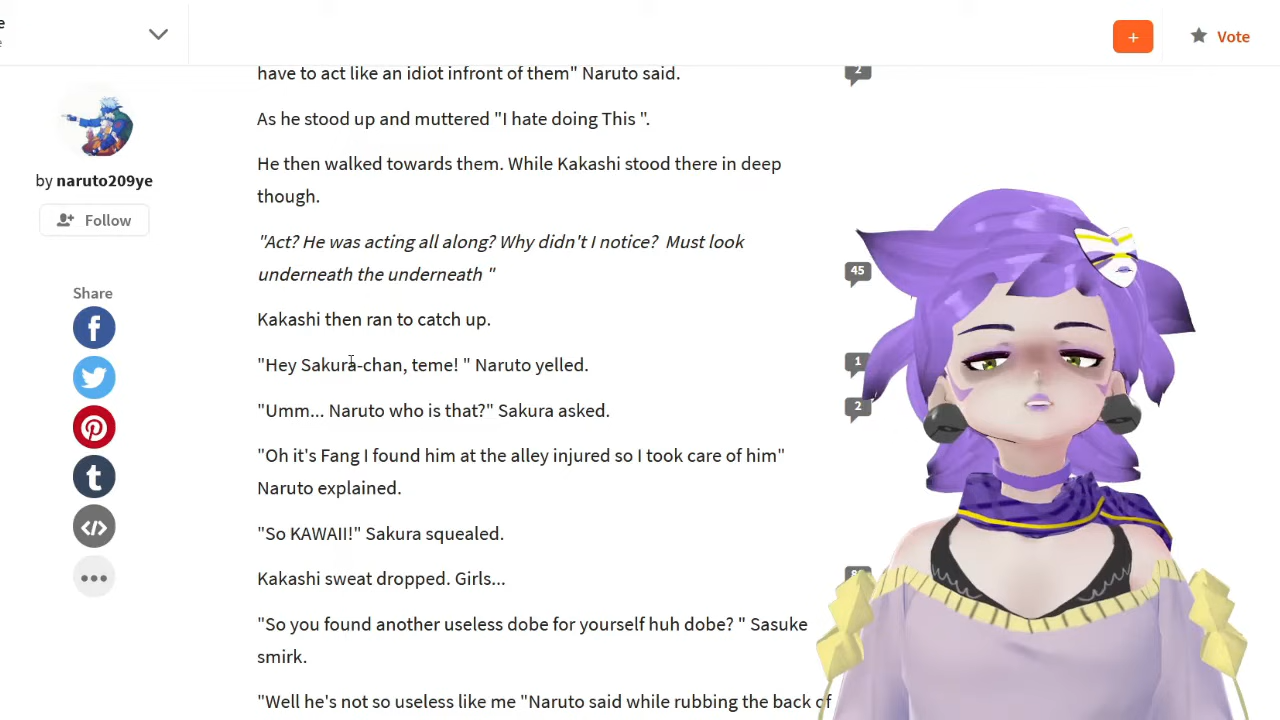 e
Vote
by naruto209ye
Follow
Share
have to act like an idiot infront of them" Naruto said.
2
As he stood up and muttered "I hate doing This ".
He then walked towards them. While Kakashi stood there in deep
though.
"Act? He was acting all along? Why didn't I notice?  Must look
underneath the underneath "
45
Kakashi then ran to catch up.
"Hey Sakura-chan, teme! " Naruto yelled.
1
"Umm... Naruto who is that?" Sakura asked.
2
"Oh it's Fang I found him at the alley injured so I took care of him"
Naruto explained.
"So KAWAII!" Sakura squealed.
Kakashi sweat dropped. Girls...
"So you found another useless dobe for yourself huh dobe? " Sasuke
smirk.
"Well he's not so useless like me "Naruto said while rubbing the back of